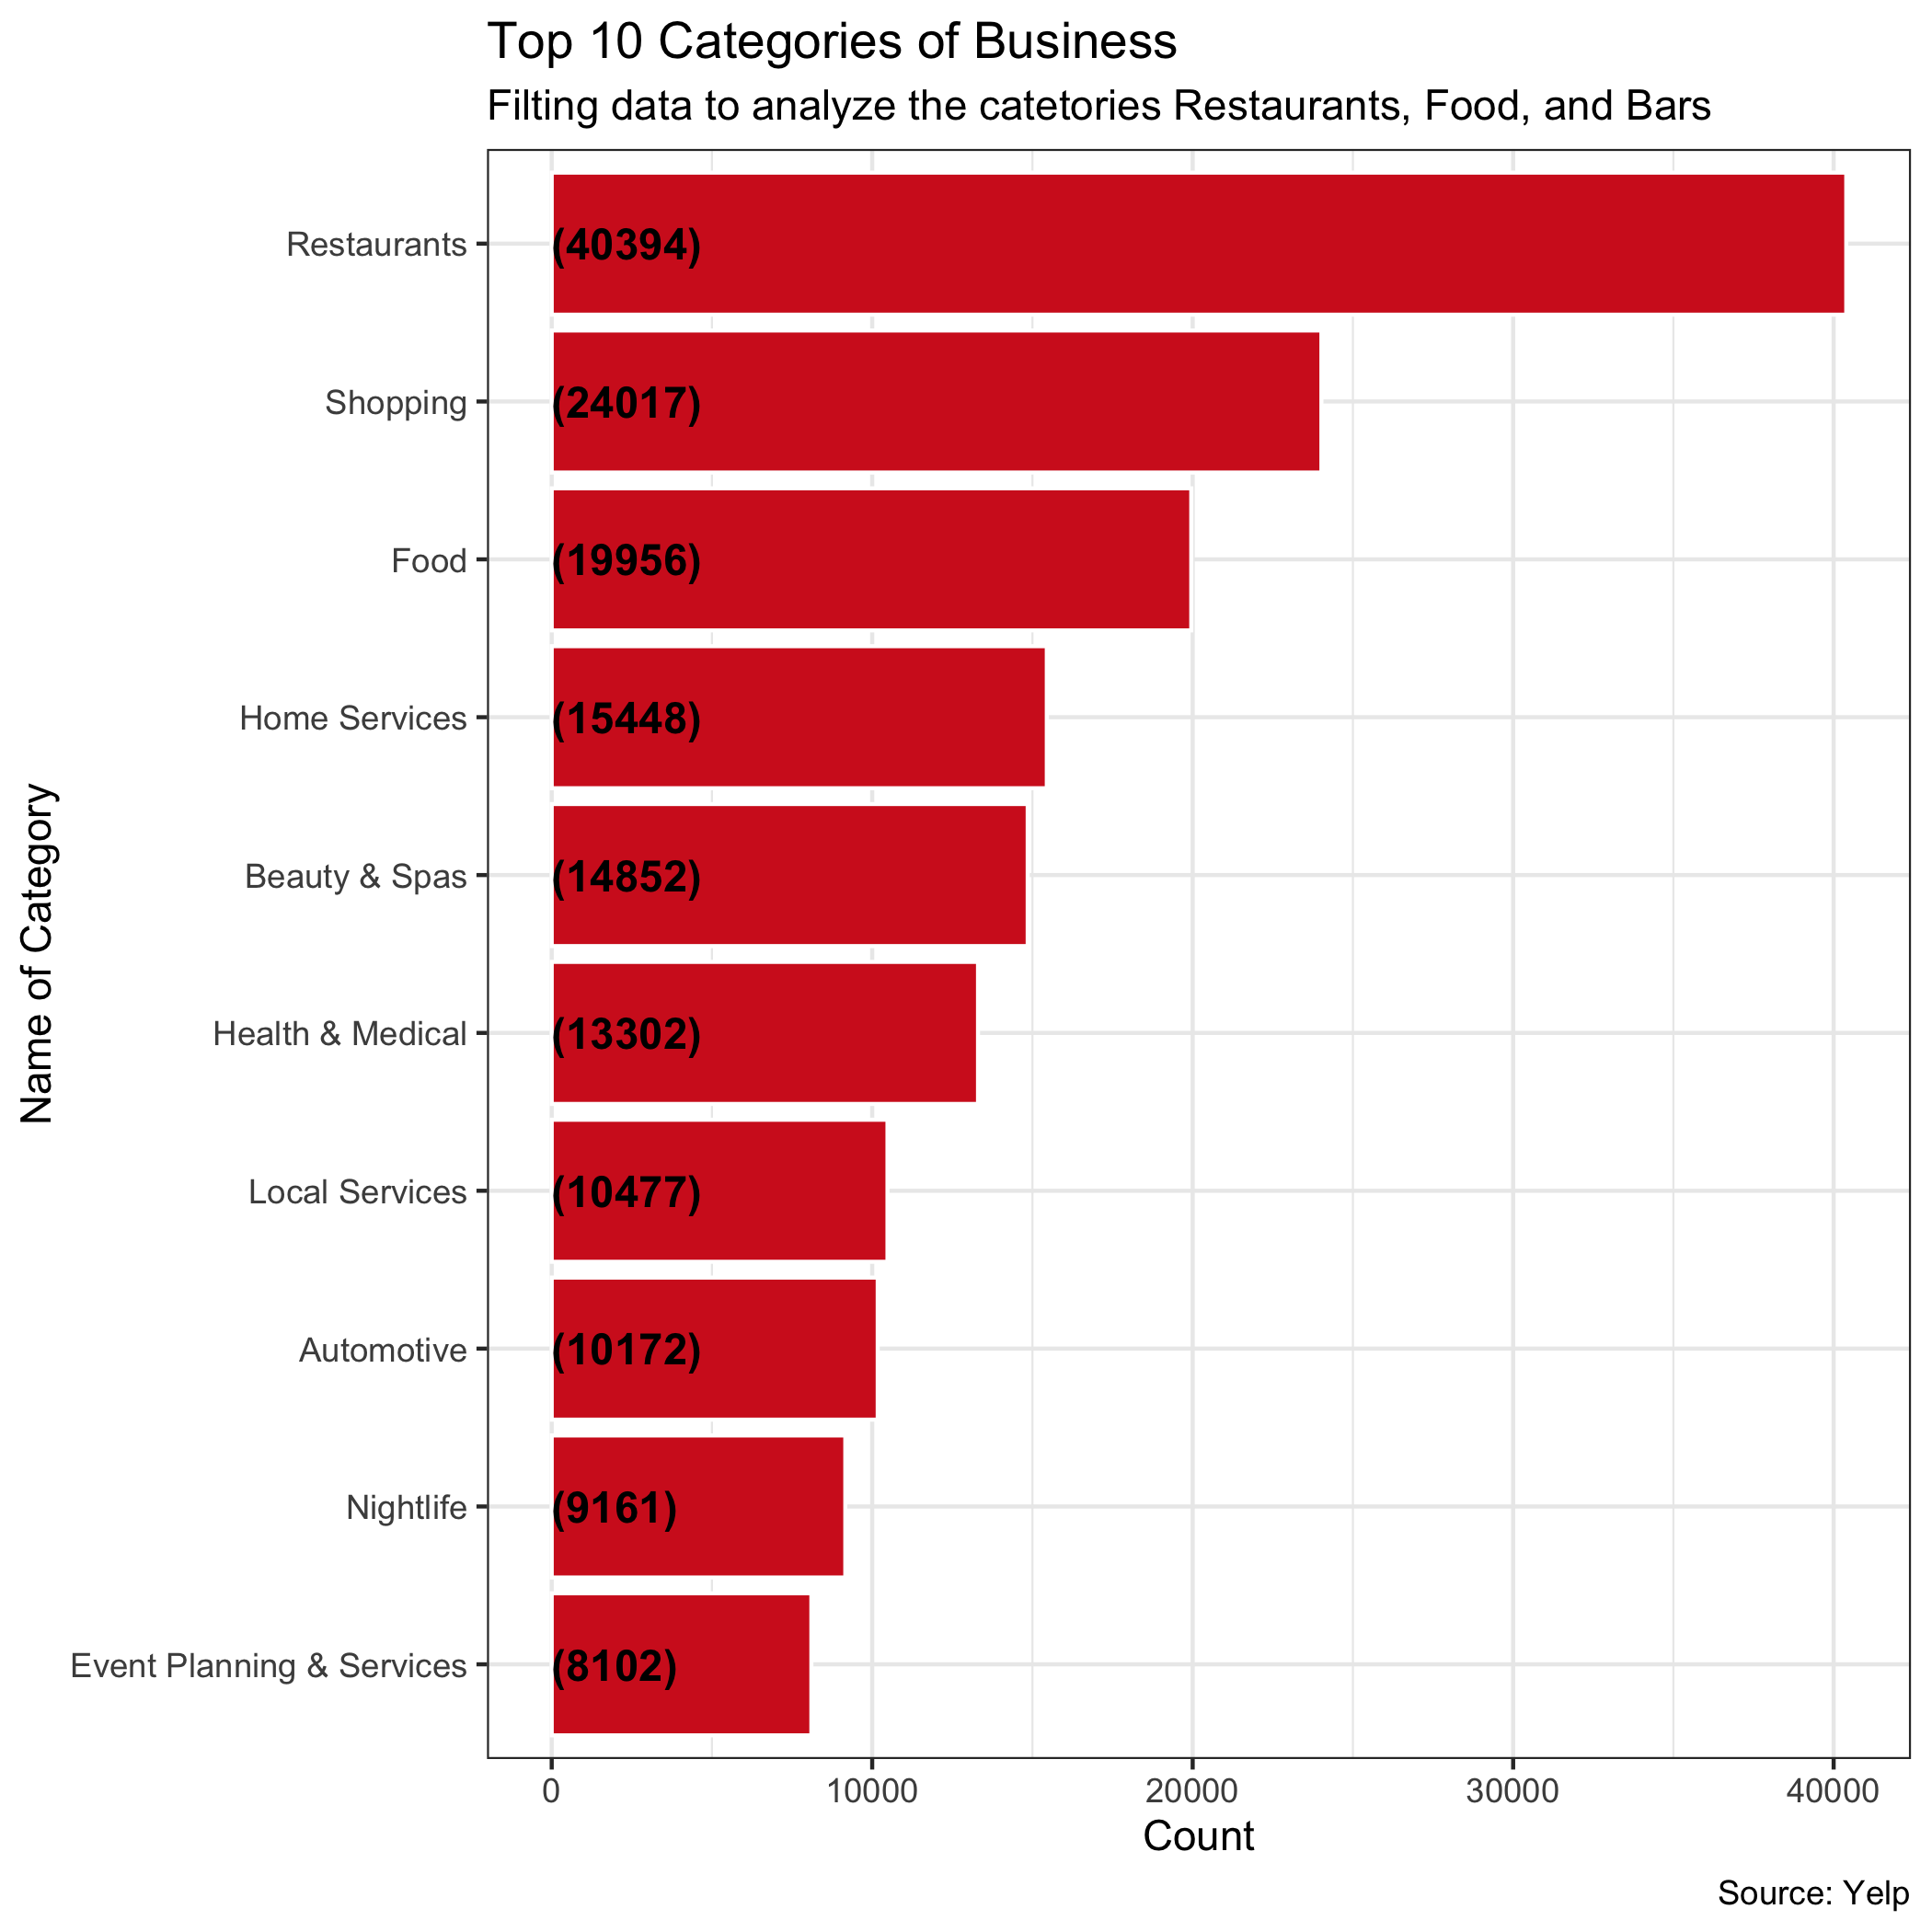 Top 10 Categories of Business
Filting data to analyze the catetories Restaurants, Food, and Bars
Name of Category
Restaurants (40394)
Shopping (24017)
Food (19956)
Home Services (15448)
Beauty & Spas (14852)
Health & Medical (13302)
Local Services (10477)
Automotive (10172)
Nightlife (9161)
Event Planning & Services (8102)
0 10000 20000 30000 40000
Count
Source: Yelp